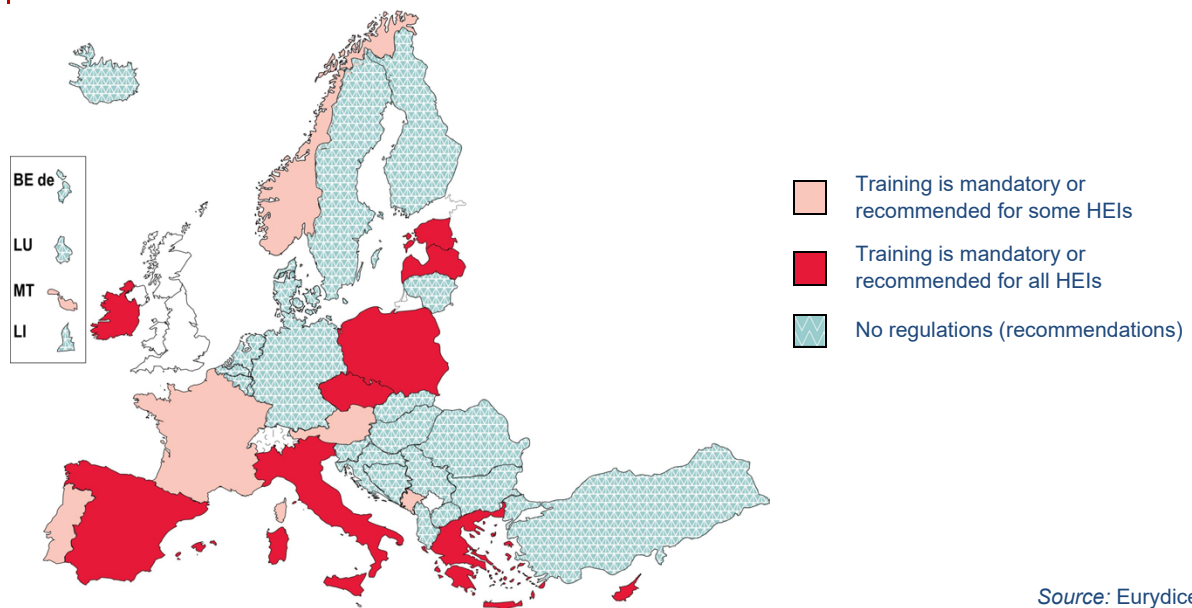 BE de
LU
MT
LI
Training is mandatory or
recommended for some HEIs
Training is mandatory or
recommended for all HEIs
No regulations (recommendations)
Source: Eurydice